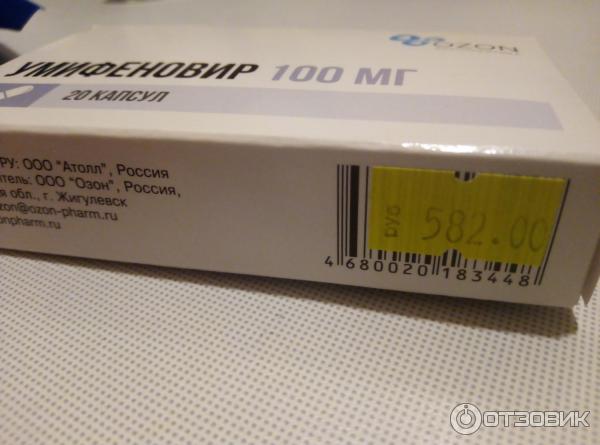 OZON
УМИФЕНОВИР 100 МГ
20 КАПСУЛ
РУ: ООО "Атолл", Россия
тель: ООО "Озон", Россия,
я обл., г. Жигулевск
zon@ozon-pharm.ru
onpharm.ru
руб 582.00
4 680020 183448
ОТЗОВИК